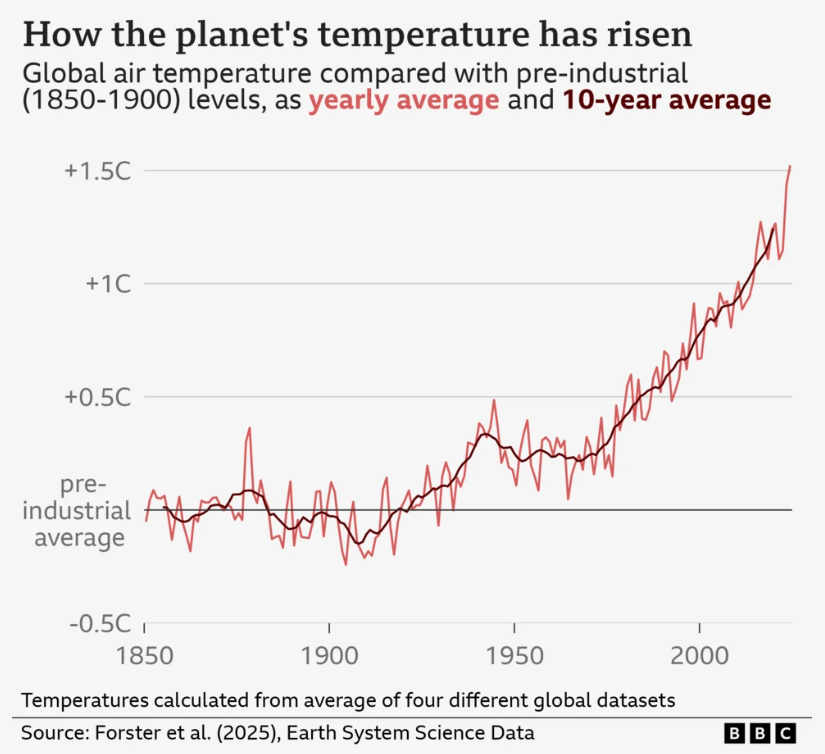 How the planet's temperature has risen
Global air temperature compared with pre-industrial
(1850-1900) levels, as yearly average and 10-year average
+1.5C
+1C
+0.5C
pre-
industrial
average
-0.5C
1850 1900 1950 2000
Temperatures calculated from average of four different global datasets
Source: Forster et al. (2025), Earth System Science Data BBC